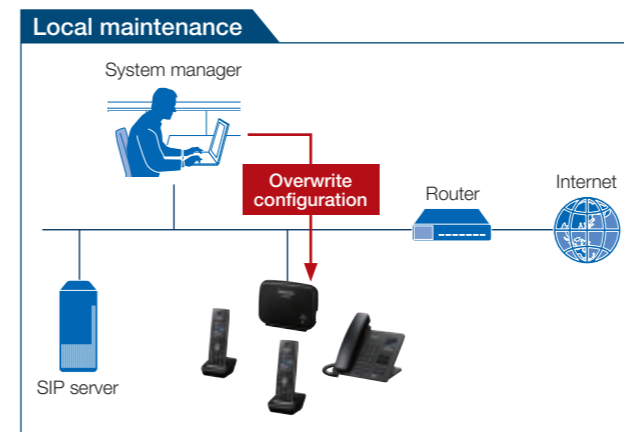 Local maintenance
System manager
Overwrite
configuration
Router
Internet
SIP server